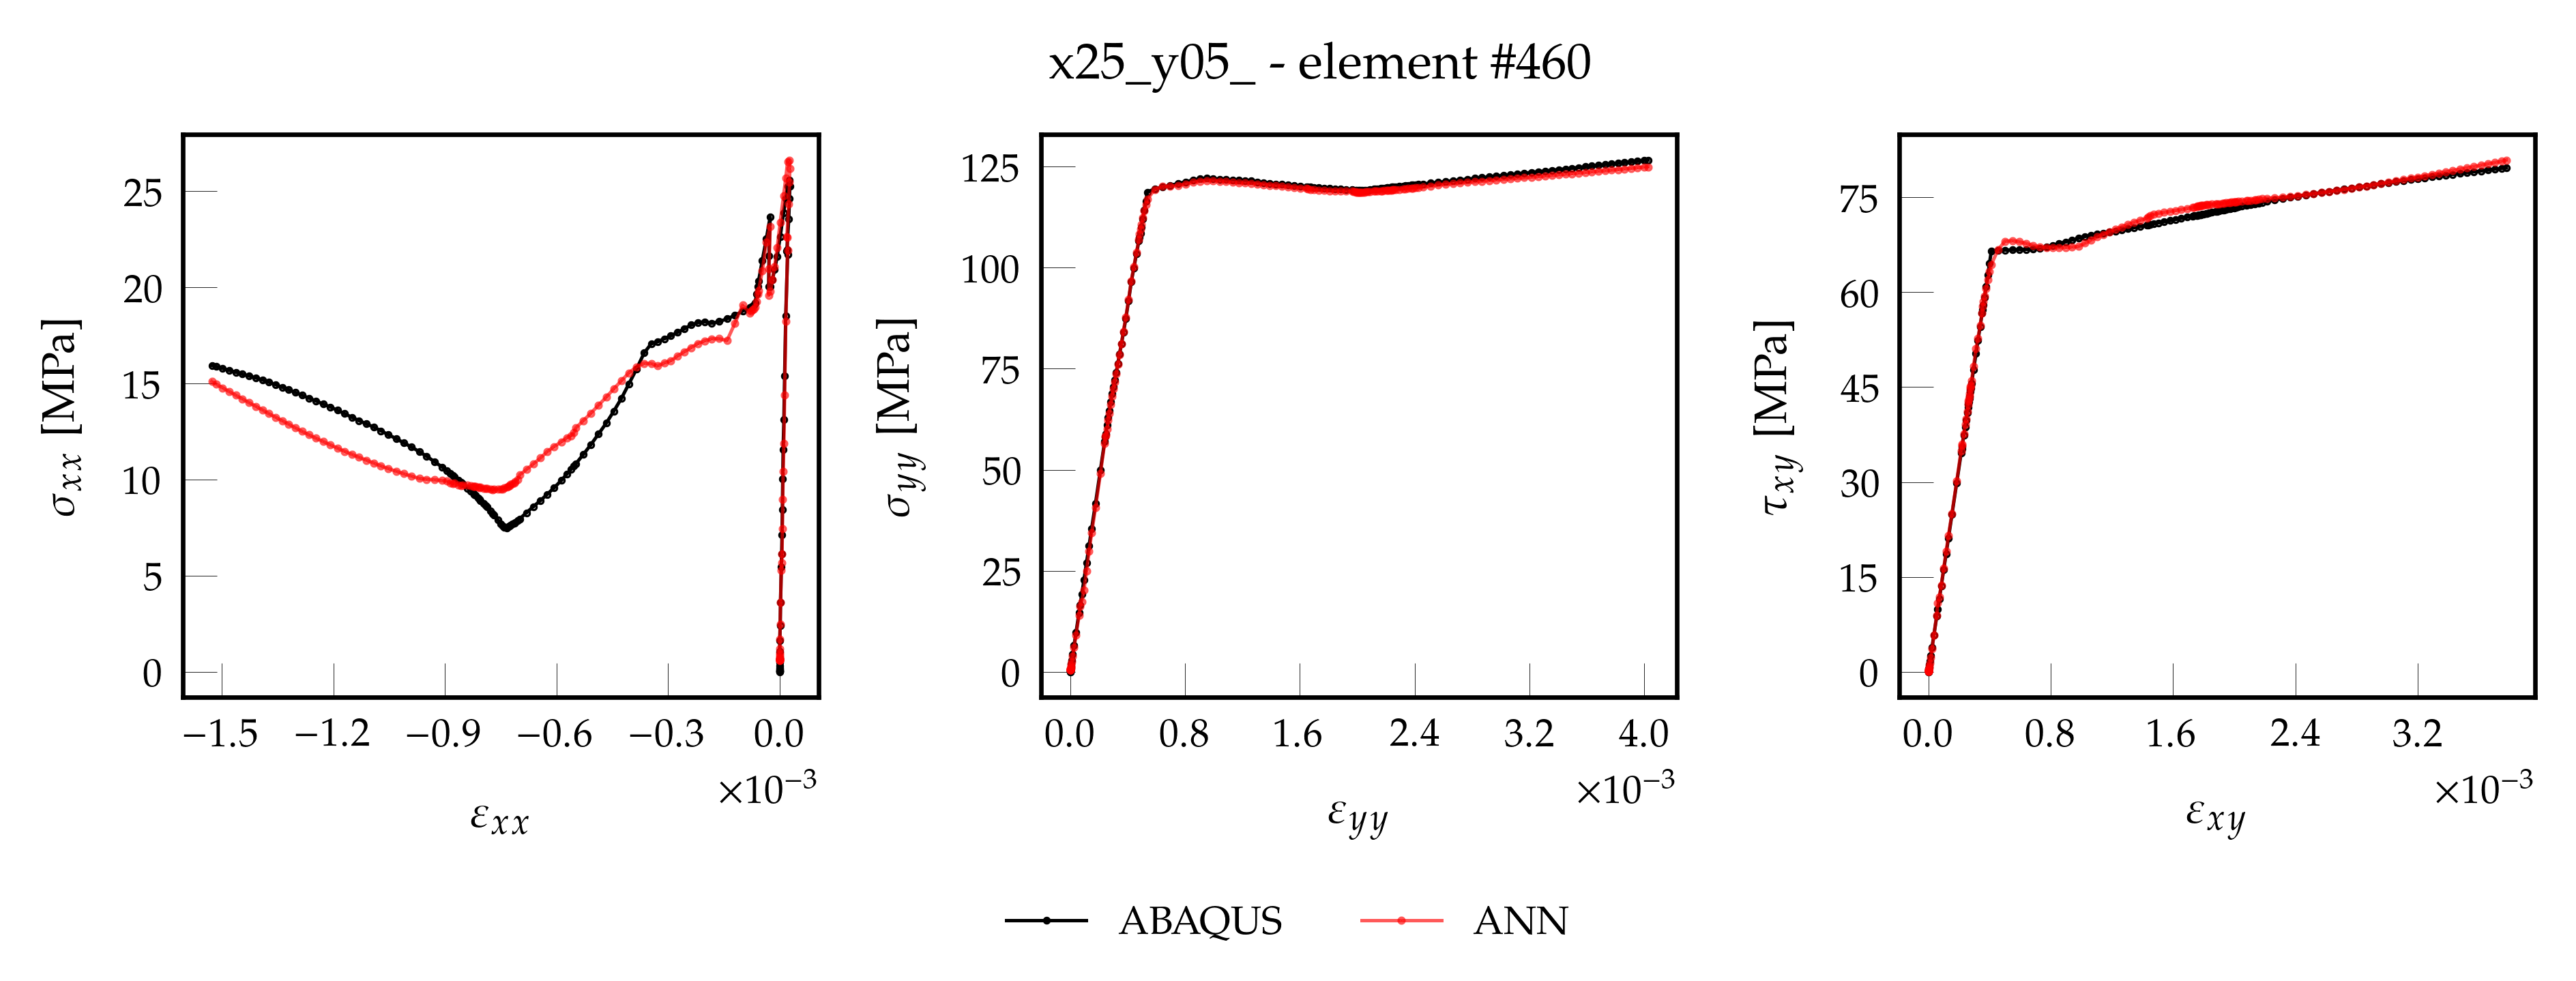 x25_y05_ - element #460
σxx [MPa]
25
20
15
10
5
0
−1.5 −1.2 −0.9 −0.6 −0.3 0.0
×10−3
εxx
σyy [MPa]
125
100
75
50
25
0
0.0 0.8 1.6 2.4 3.2 4.0
×10−3
εyy
τxy [MPa]
75
60
45
30
15
0
0.0 0.8 1.6 2.4 3.2
×10−3
εxy
ABAQUS ANN